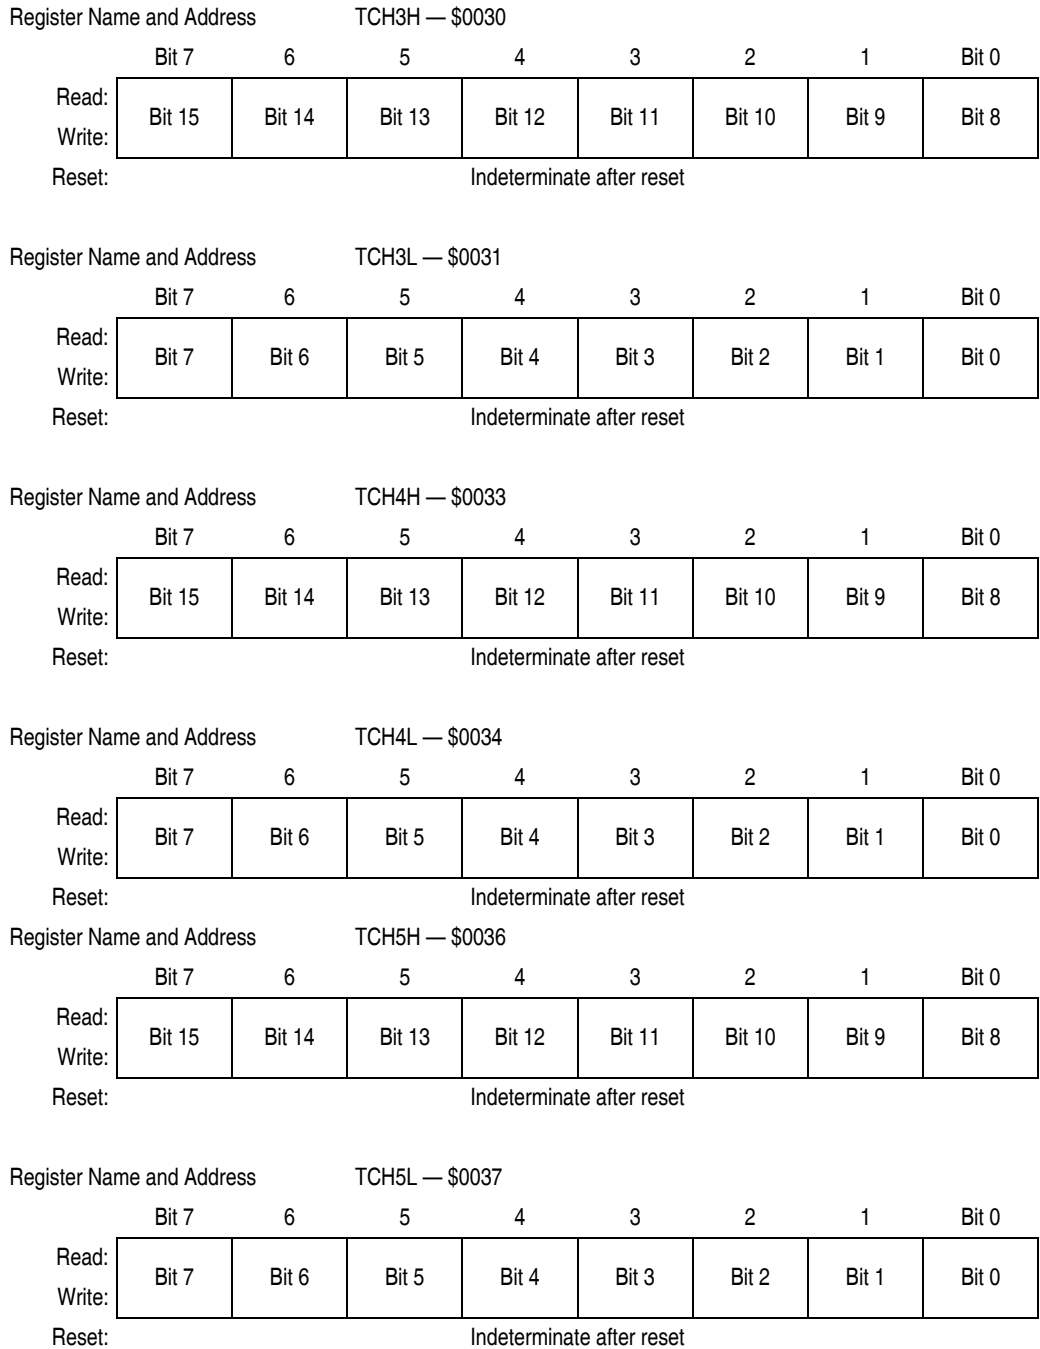 Register Name and Address TCH3H — $0030
Bit 7 6 5 4 3 2 1 Bit 0
Read:
Bit 15 Bit 14 Bit 13 Bit 12 Bit 11 Bit 10 Bit 9 Bit 8
Write:
Reset: Indeterminate after reset
Register Name and Address TCH3L — $0031
Bit 7 6 5 4 3 2 1 Bit 0
Read:
Bit 7 Bit 6 Bit 5 Bit 4 Bit 3 Bit 2 Bit 1 Bit 0
Write:
Reset: Indeterminate after reset
Register Name and Address TCH4H — $0033
Bit 7 6 5 4 3 2 1 Bit 0
Read:
Bit 15 Bit 14 Bit 13 Bit 12 Bit 11 Bit 10 Bit 9 Bit 8
Write:
Reset: Indeterminate after reset
Register Name and Address TCH4L — $0034
Bit 7 6 5 4 3 2 1 Bit 0
Read:
Bit 7 Bit 6 Bit 5 Bit 4 Bit 3 Bit 2 Bit 1 Bit 0
Write:
Reset: Indeterminate after reset
Register Name and Address TCH5H — $0036
Bit 7 6 5 4 3 2 1 Bit 0
Read:
Bit 15 Bit 14 Bit 13 Bit 12 Bit 11 Bit 10 Bit 9 Bit 8
Write:
Reset: Indeterminate after reset
Register Name and Address TCH5L — $0037
Bit 7 6 5 4 3 2 1 Bit 0
Read:
Bit 7 Bit 6 Bit 5 Bit 4 Bit 3 Bit 2 Bit 1 Bit 0
Write:
Reset: Indeterminate after reset